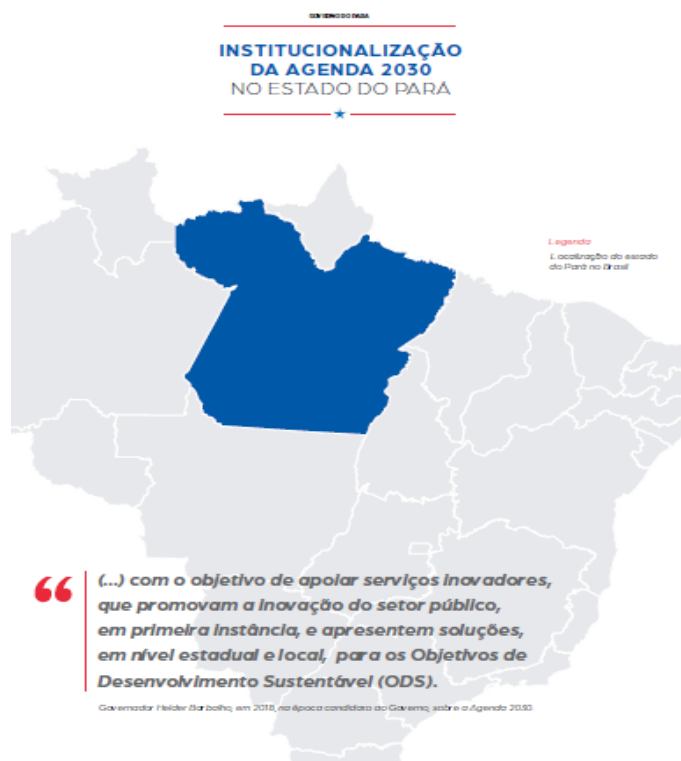 GOVERNO DO PARÁ
INSTITUCIONALIZAÇÃO
DA AGENDA 2030
NO ESTADO DO PARÁ
Legenda
Localização do estado
do Pará no Brasil
“
(...) com o objetivo de apoiar serviços inovadores,
que promovam a inovação do setor público,
em primeira instância, e apresentem soluções,
em nível estadual e local, para os Objetivos de
Desenvolvimento Sustentável (ODS).
Governador Helder Barbalho, em 2018, na época candidato ao Governo, sobre a Agenda 2030.